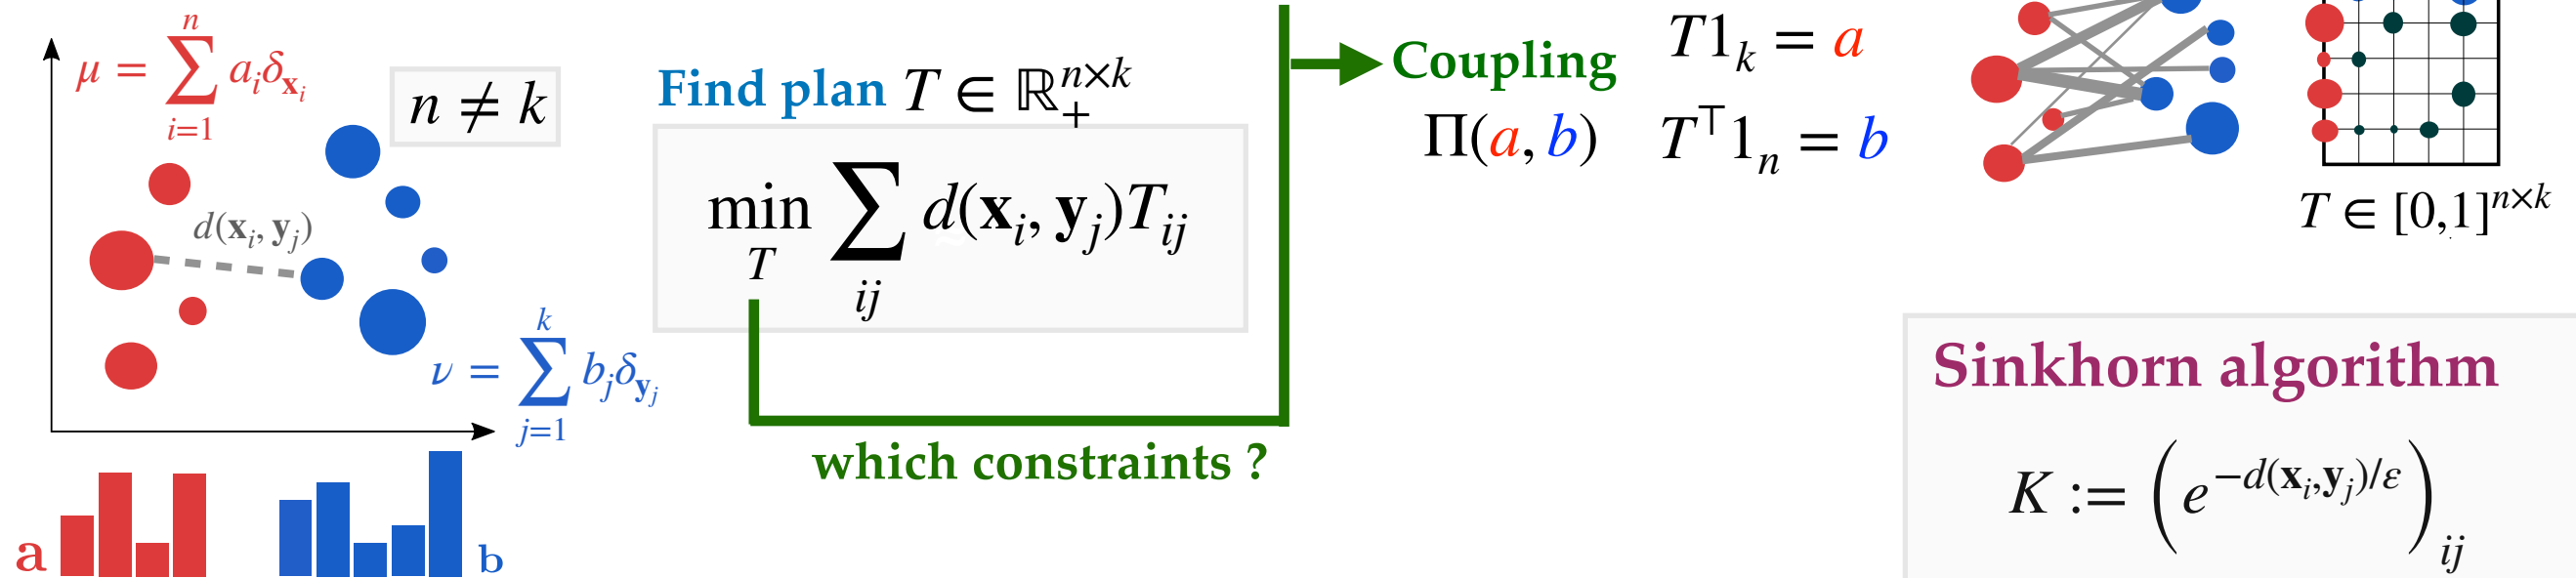 μ = ∑_{i=1}^{n} a_i δ_{𝐱_i}
n ≠ k
d(𝐱_i, 𝐲_j)
ν = ∑_{j=1}^{k} b_j δ_{𝐲_j}
a
b
Find plan T ∈ ℝ_+^{n×k}
min_T ∑_{ij} d(𝐱_i, 𝐲_j)T_{ij}
which constraints ?
Coupling
Π(a, b)
T1_k = a
T^⊤1_n = b
T ∈ [0,1]^{n×k}
Sinkhorn algorithm
K := (e^{−d(𝐱_i,𝐲_j)/ε})_{ij}